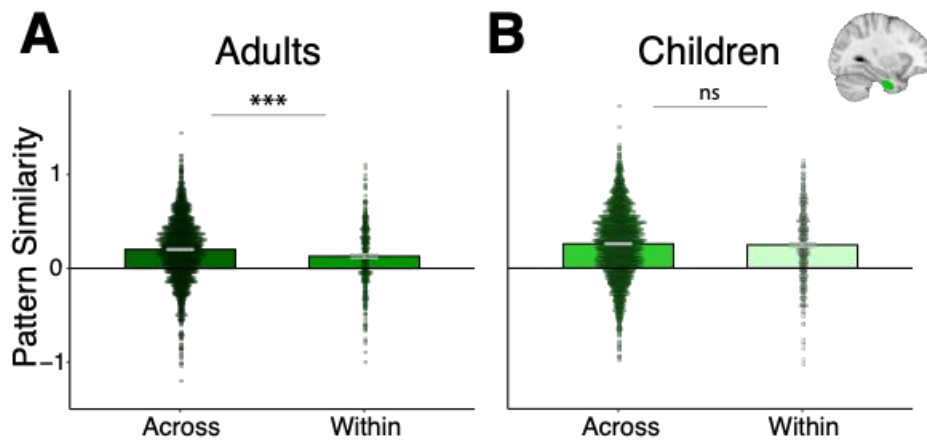 A
Adults
B
Children
***
ns
Pattern Similarity
1
0
−1
Across
Within
Across
Within